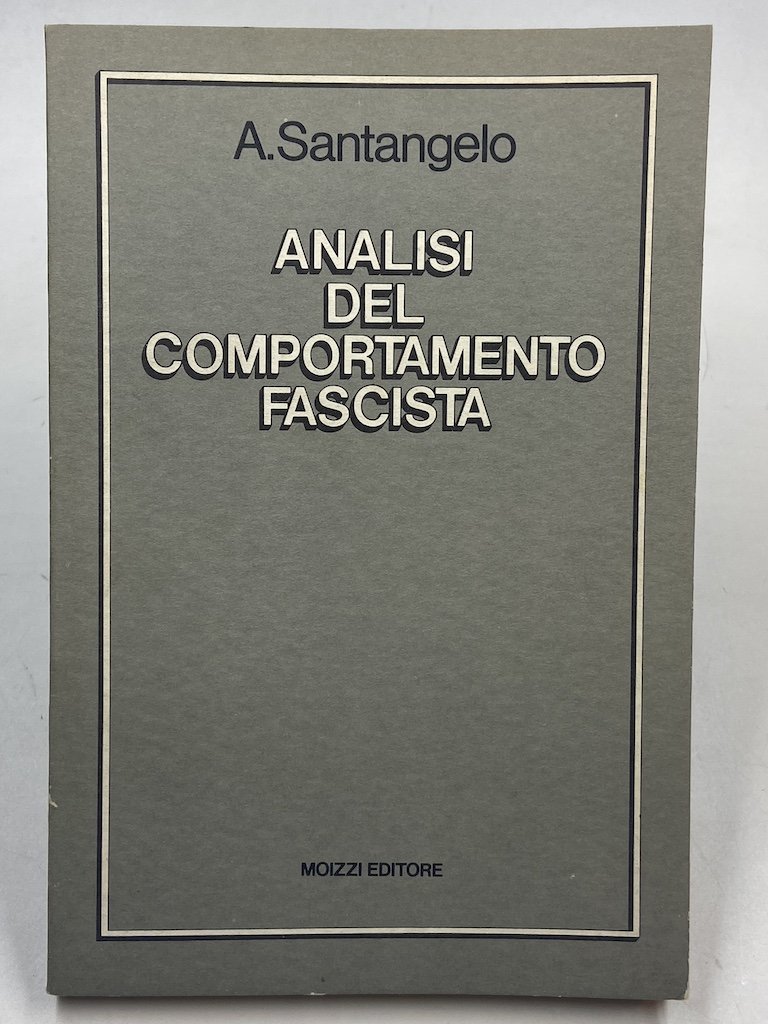 A.Santangelo
ANALISI
DEL
COMPORTAMENTO
FASCISTA
MOIZZI EDITORE